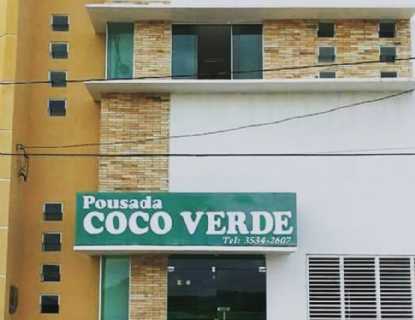 Pousada
COCO VERDE
Tel: 3534-2607